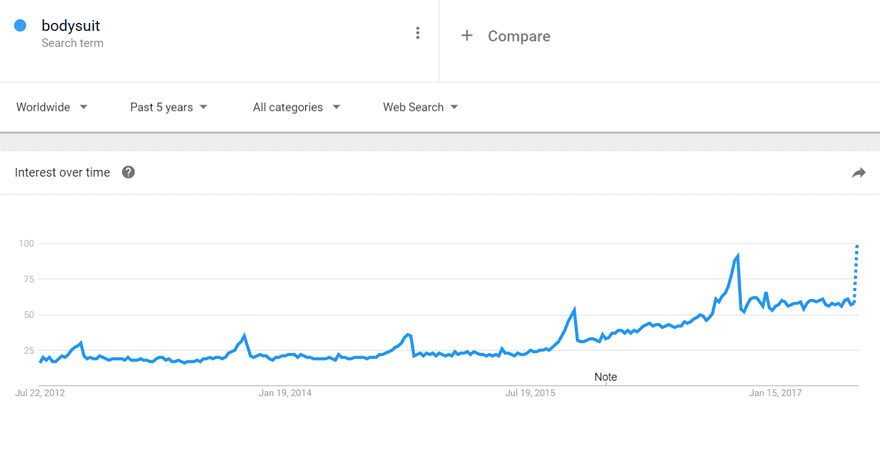 bodysuit
Search term
+ Compare
Worldwide
Past 5 years
All categories
Web Search
Interest over time ?
100
75
50
25
Note
Jul 22, 2012
Jan 19, 2014
Jul 19, 2015
Jan 15, 2017